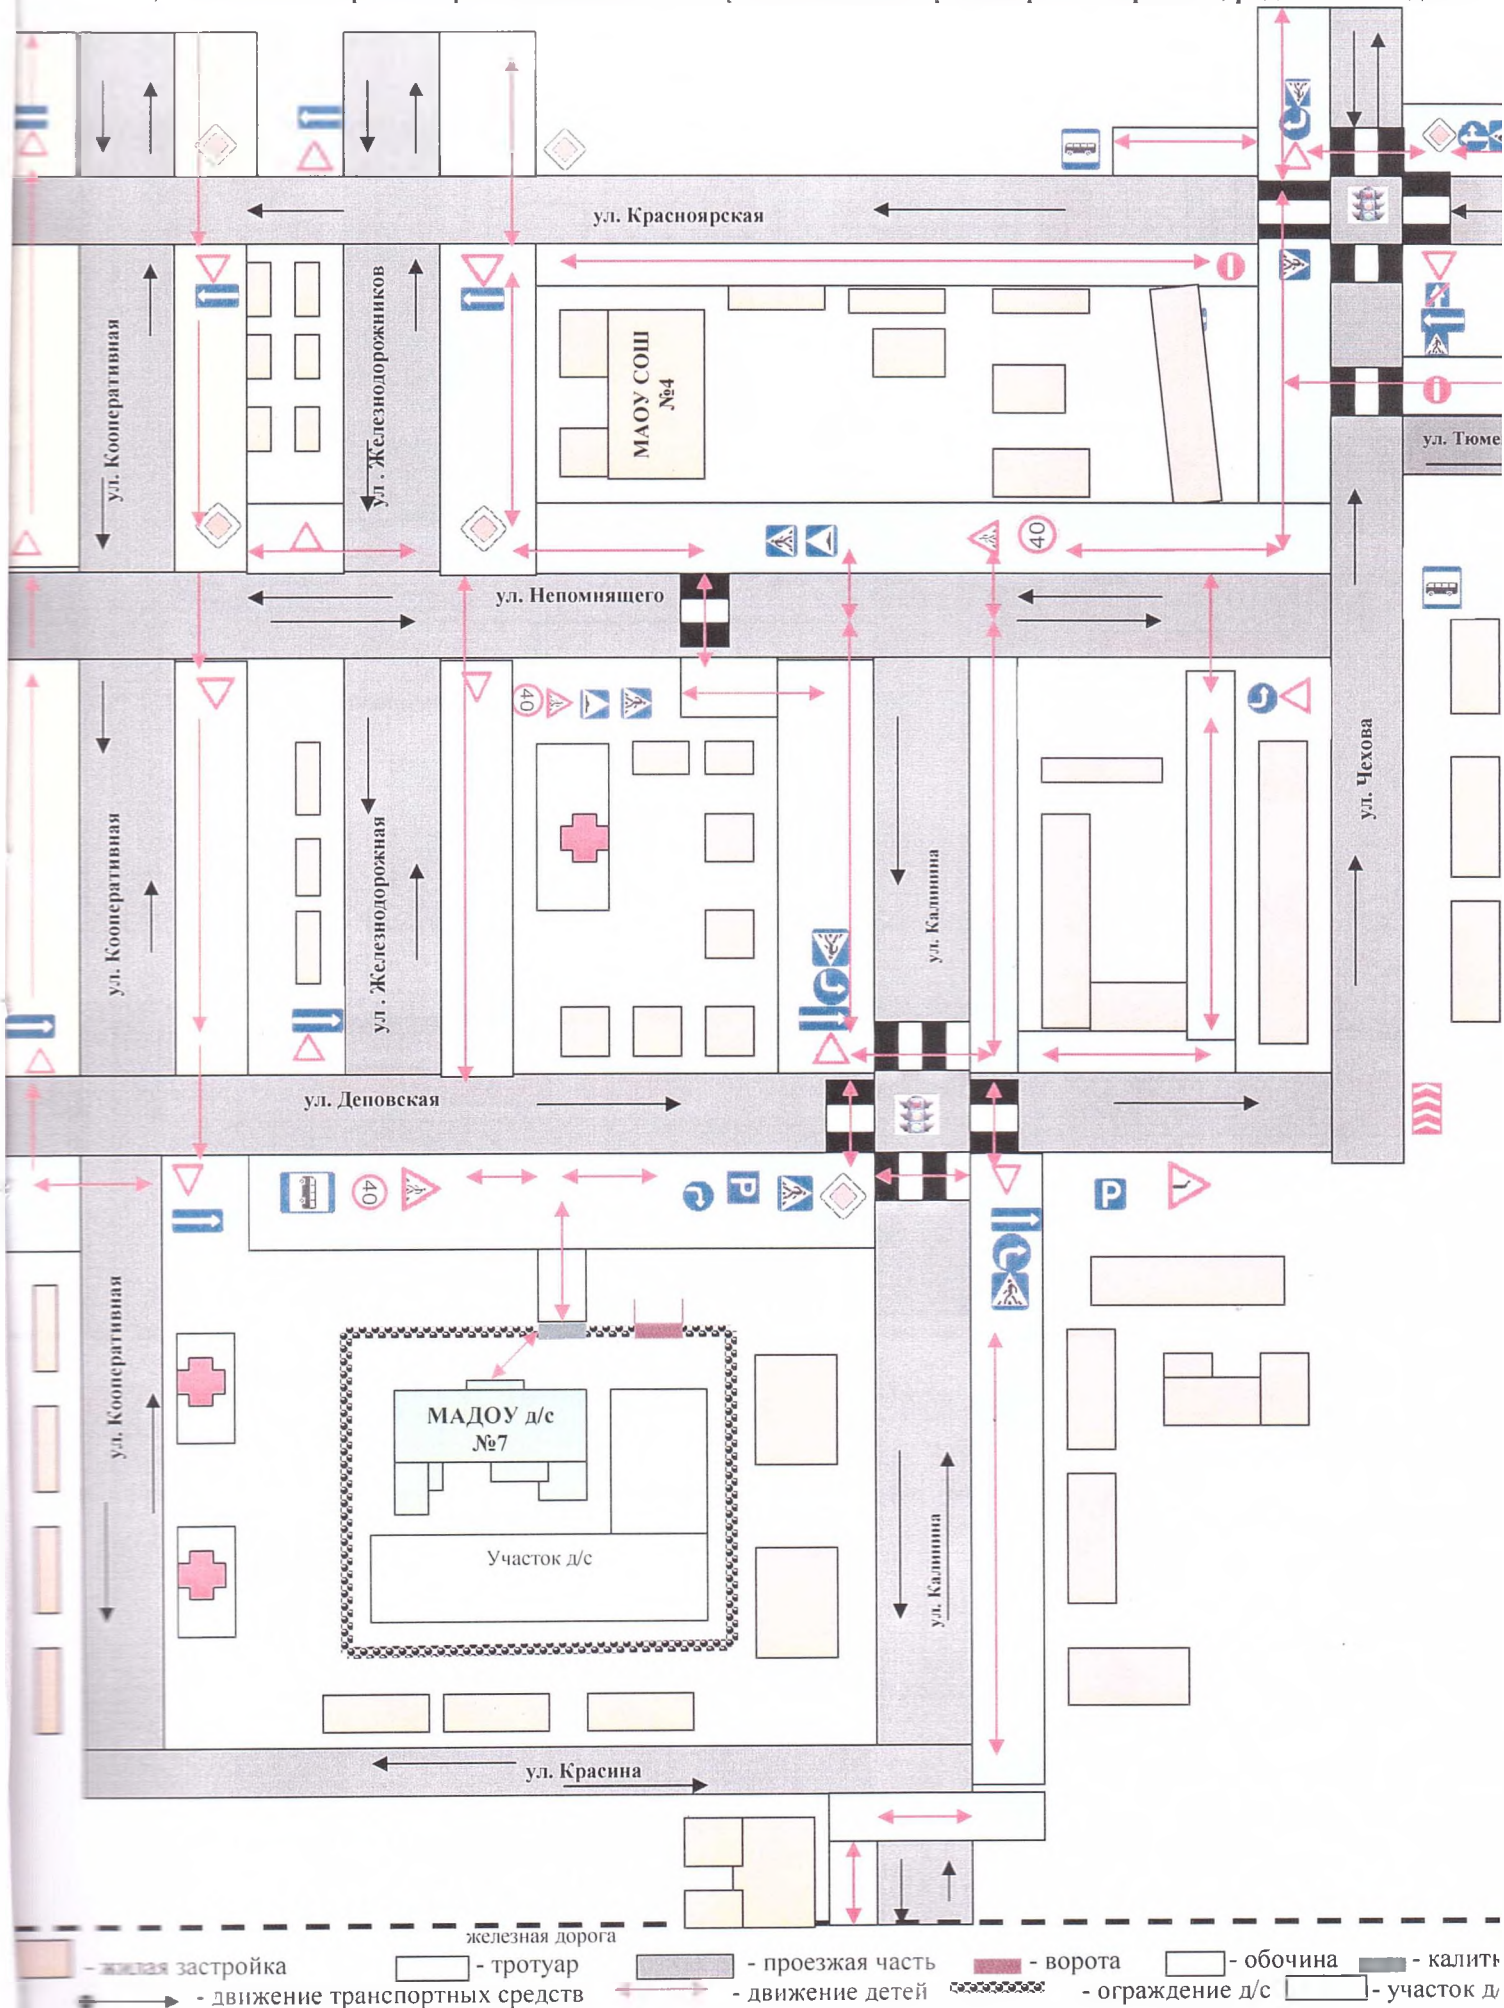 ул. Красноярская
ул. Кооперативная
ул . Железнодорожников
МАОУ СОШ
№4
40
ул. Тюме
ул. Непомнящего
40
ул. Кооперативная
ул . Железнодорожная
ул. Калинина
ул. Чехова
ул. Деповская
40
P
P
ул. Кооперативная
МАДОУ д/с
№7
Участок д/с
ул. Калинина
ул. Красина
железная дорога
- жилая застройка
- тротуар
- проезжая часть
- ворота
- обочина
- калитк
- движение транспортных средств
- движение детей
- ограждение д/с
- участок д/